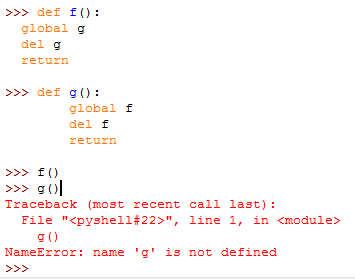 >>> def f():
  global g
  del g
  return

>>> def g():
        global f
        del f
        return

>>> f()
>>> g()
Traceback (most recent call last):
  File "<pyshell#22>", line 1, in <module>
    g()
NameError: name 'g' is not defined
>>>